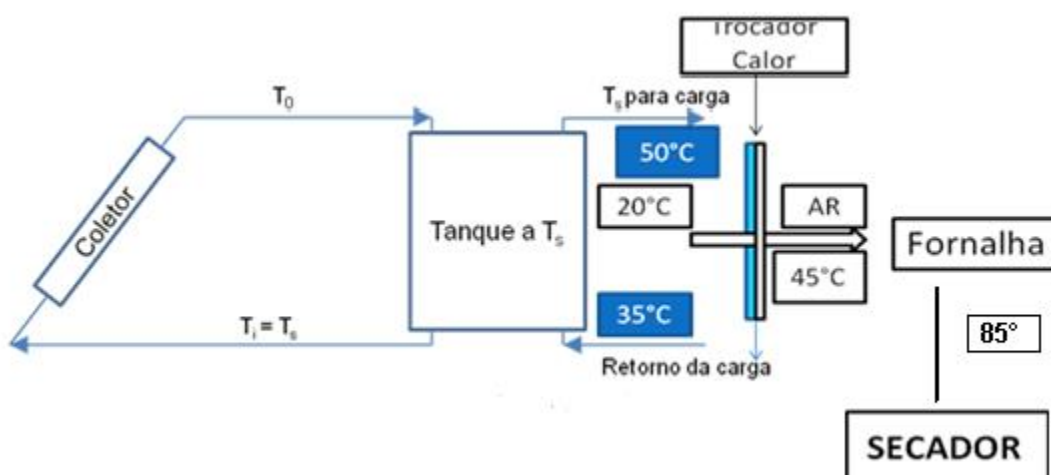 Trocador
Calor
T₀
Tₛ para carga
50°C
Coletor
Tanque a Tₛ
20°C
AR
Fornalha
45°C
35°C
Tᵢ = Tₛ
Retorno da carga
85°
SECADOR